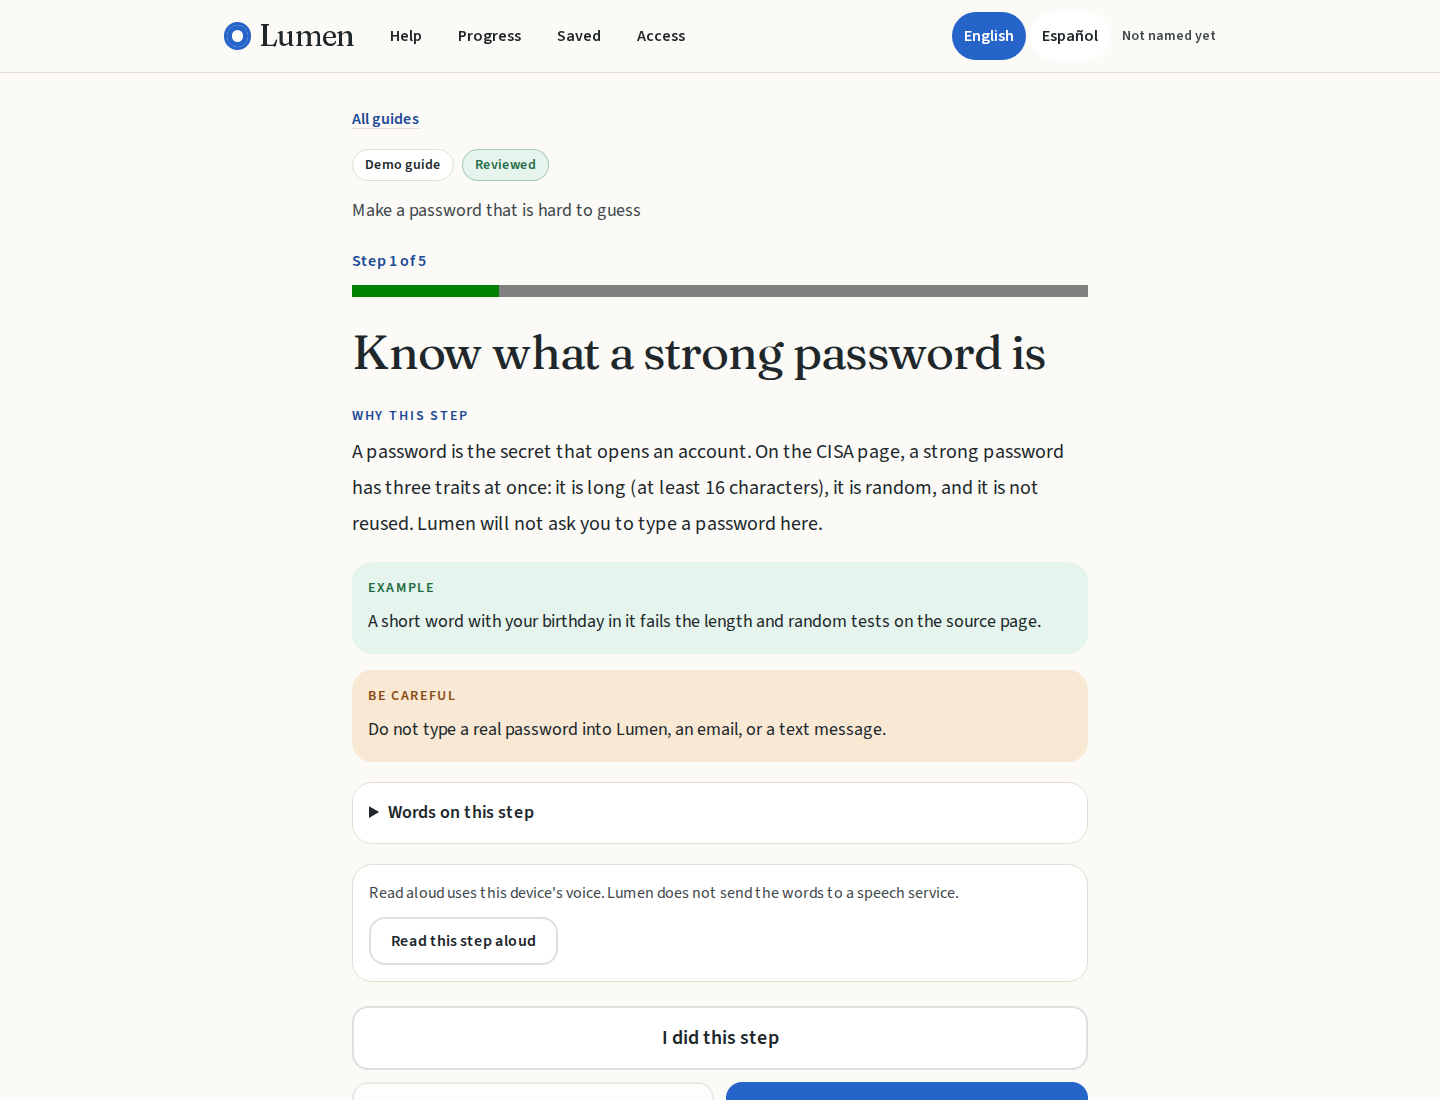 Lumen
Help
Progress
Saved
Access
English
Español
Not named yet
All guides
Demo guide
Reviewed
Make a password that is hard to guess
Step 1 of 5
Know what a strong password is
WHY THIS STEP
A password is the secret that opens an account. On the CISA page, a strong password
has three traits at once: it is long (at least 16 characters), it is random, and it is not
reused. Lumen will not ask you to type a password here.
EXAMPLE
A short word with your birthday in it fails the length and random tests on the source page.
BE CAREFUL
Do not type a real password into Lumen, an email, or a text message.
Words on this step
Read aloud uses this device's voice. Lumen does not send the words to a speech service.
Read this step aloud
I did this step